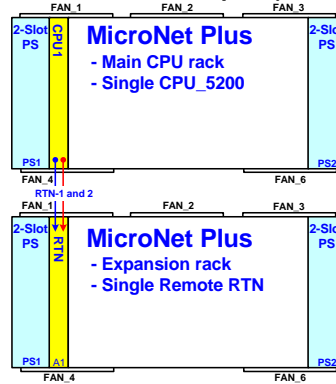 FAN_1 FAN_2 FAN_3
2-Slot PS
CPU1
MicroNet Plus
- Main CPU rack
- Single CPU_5200
2-Slot PS
PS1
PS2
FAN_4 FAN_6
RTN-1 and 2
FAN_1 FAN_2 FAN_3
2-Slot PS
RTN
MicroNet Plus
- Expansion rack
- Single Remote RTN
2-Slot PS
PS1 A1
PS2
FAN_4 FAN_6